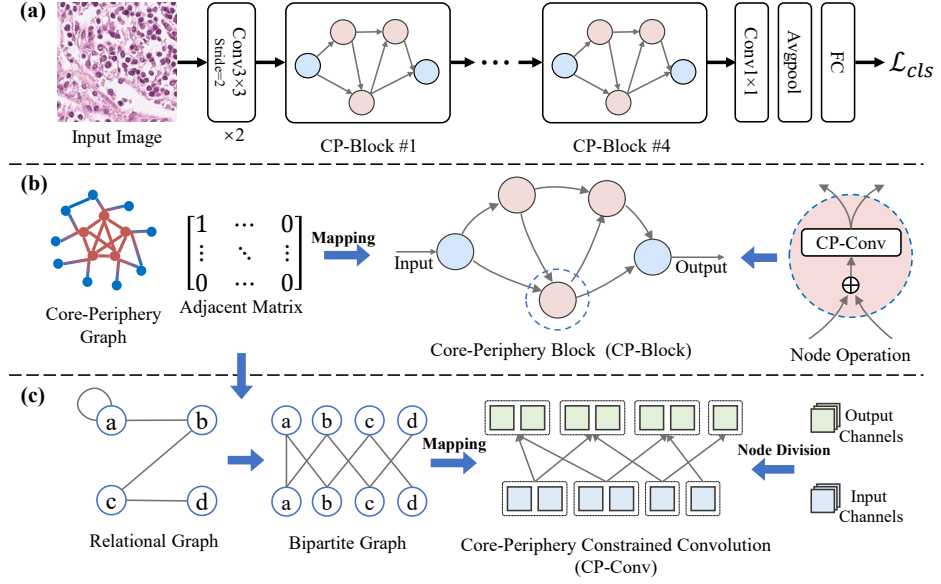 (a)
Input Image
Conv3×3
Stride=2
×2
CP-Block #1
CP-Block #4
Conv1×1
Avgpool
FC
ℒcls
(b)
Core-Periphery
Graph
1 ⋯ 0
⋮ ⋱ ⋮
0 ⋯ 0
Adjacent Matrix
Mapping
Input
Output
Core-Periphery Block (CP-Block)
CP-Conv
Node Operation
(c)
a
b
c
d
Relational Graph
a b c d
a b c d
Bipartite Graph
Mapping
Core-Periphery Constrained Convolution
(CP-Conv)
Node Division
Output
Channels
Input
Channels